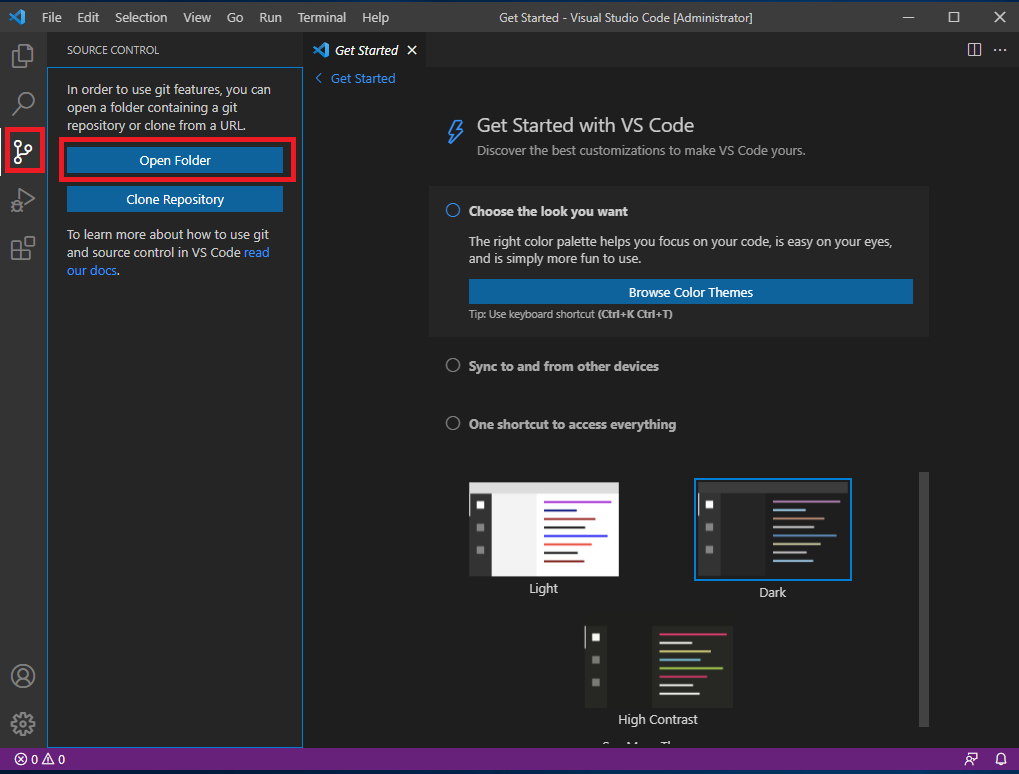 File Edit Selection View Go Run Terminal Help
Get Started - Visual Studio Code [Administrator]
SOURCE CONTROL
Get Started
Get Started
In order to use git features, you can
open a folder containing a git
repository or clone from a URL.
Open Folder
Clone Repository
To learn more about how to use git
and source control in VS Code read
our docs.
Get Started with VS Code
Discover the best customizations to make VS Code yours.
Choose the look you want
The right color palette helps you focus on your code, is easy on your eyes,
and is simply more fun to use.
Browse Color Themes
Tip: Use keyboard shortcut (Ctrl+K Ctrl+T)
Sync to and from other devices
One shortcut to access everything
Light
Dark
High Contrast
0 0